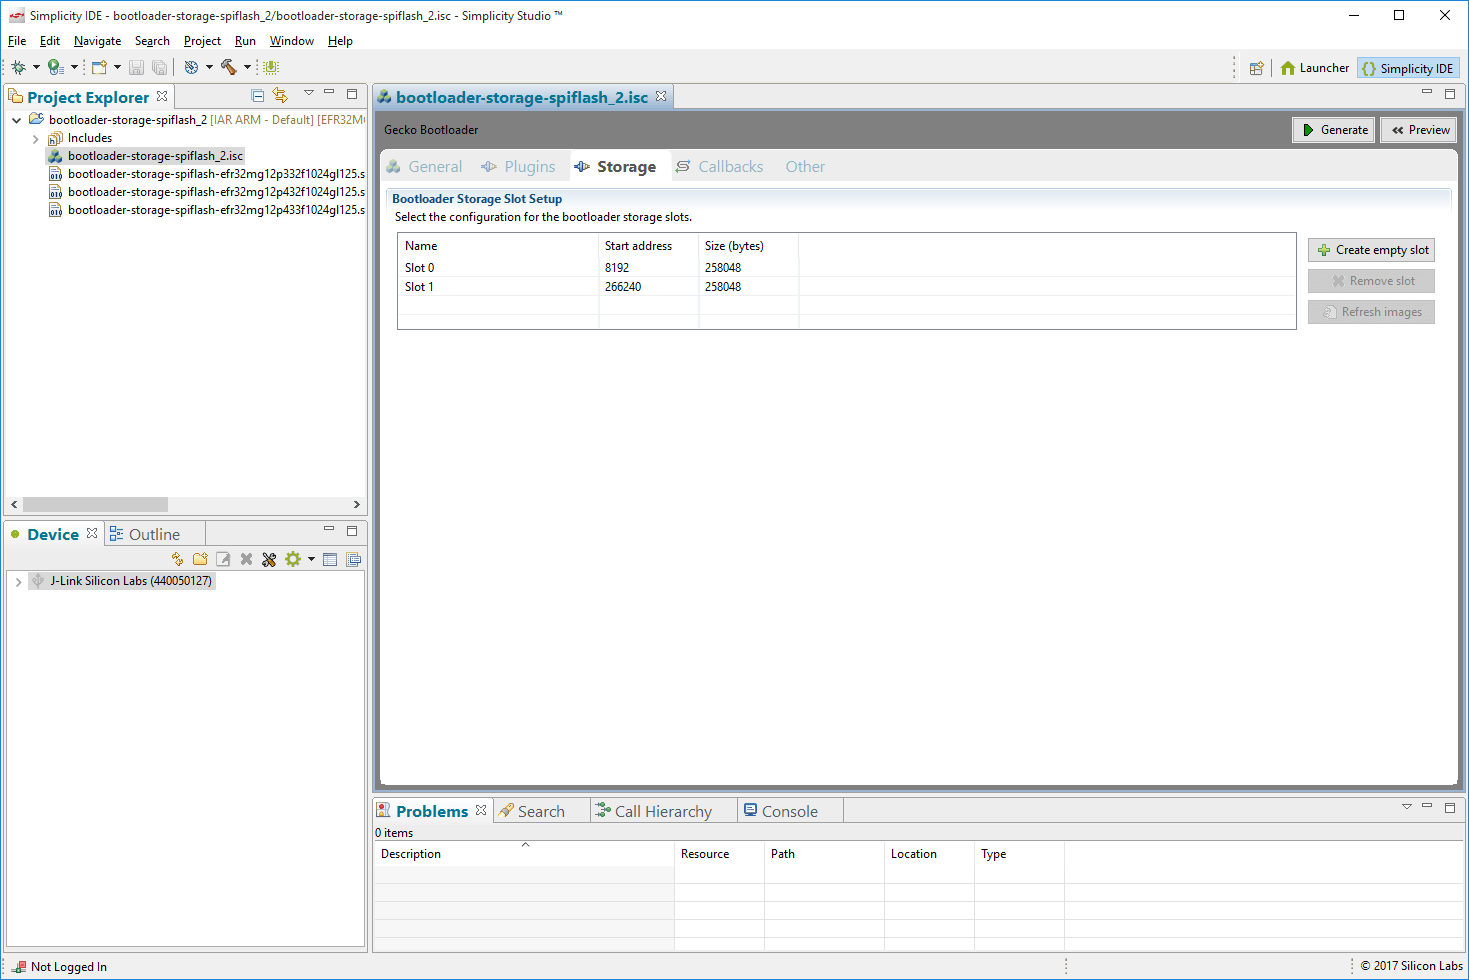 Simplicity IDE - bootloader-storage-spiflash_2/bootloader-storage-spiflash_2.isc - Simplicity Studio ™
File Edit Navigate Search Project Run Window Help
Launcher Simplicity IDE
Project Explorer
bootloader-storage-spiflash_2 [IAR ARM - Default] [EFR32M
Includes
bootloader-storage-spiflash_2.isc
bootloader-storage-spiflash-efr32mg12p332f1024gl125.s
bootloader-storage-spiflash-efr32mg12p432f1024gl125.s
bootloader-storage-spiflash-efr32mg12p433f1024gl125.s
Device Outline
J-Link Silicon Labs (440050127)
bootloader-storage-spiflash_2.isc
Gecko Bootloader Generate Preview
General Plugins Storage Callbacks Other
Bootloader Storage Slot Setup
Select the configuration for the bootloader storage slots.
Name Start address Size (bytes)
Slot 0 8192 258048
Slot 1 266240 258048
Create empty slot
Remove slot
Refresh images
Problems Search Call Hierarchy Console
0 items
Description Resource Path Location Type
Not Logged In © 2017 Silicon Labs